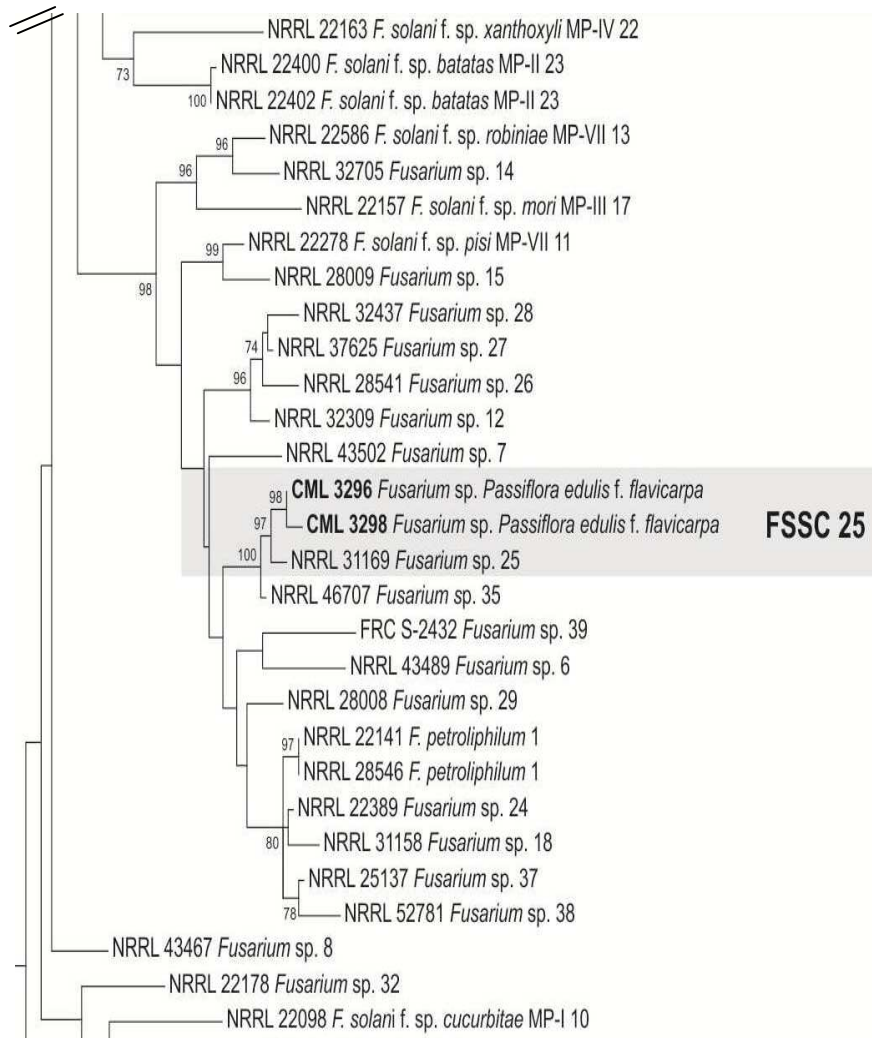 NRRL 22163 F. solani f. sp. xanthoxyli MP-IV 22
73
NRRL 22400 F. solani f. sp. batatas MP-II 23
100
NRRL 22402 F. solani f. sp. batatas MP-II 23
96
NRRL 22586 F. solani f. sp. robiniae MP-VII 13
96
NRRL 32705 Fusarium sp. 14
NRRL 22157 F. solani f. sp. mori MP-III 17
99
NRRL 22278 F. solani f. sp. pisi MP-VII 11
98
NRRL 28009 Fusarium sp. 15
NRRL 32437 Fusarium sp. 28
74
NRRL 37625 Fusarium sp. 27
96
NRRL 28541 Fusarium sp. 26
NRRL 32309 Fusarium sp. 12
NRRL 43502 Fusarium sp. 7
98
CML 3296 Fusarium sp. Passiflora edulis f. flavicarpa
97
CML 3298 Fusarium sp. Passiflora edulis f. flavicarpa
FSSC 25
100
NRRL 31169 Fusarium sp. 25
NRRL 46707 Fusarium sp. 35
FRC S-2432 Fusarium sp. 39
NRRL 43489 Fusarium sp. 6
NRRL 28008 Fusarium sp. 29
97
NRRL 22141 F. petroliphilum 1
NRRL 28546 F. petroliphilum 1
NRRL 22389 Fusarium sp. 24
80
NRRL 31158 Fusarium sp. 18
NRRL 25137 Fusarium sp. 37
78
NRRL 52781 Fusarium sp. 38
NRRL 43467 Fusarium sp. 8
NRRL 22178 Fusarium sp. 32
NRRL 22098 F. solani f. sp. cucurbitae MP-I 10